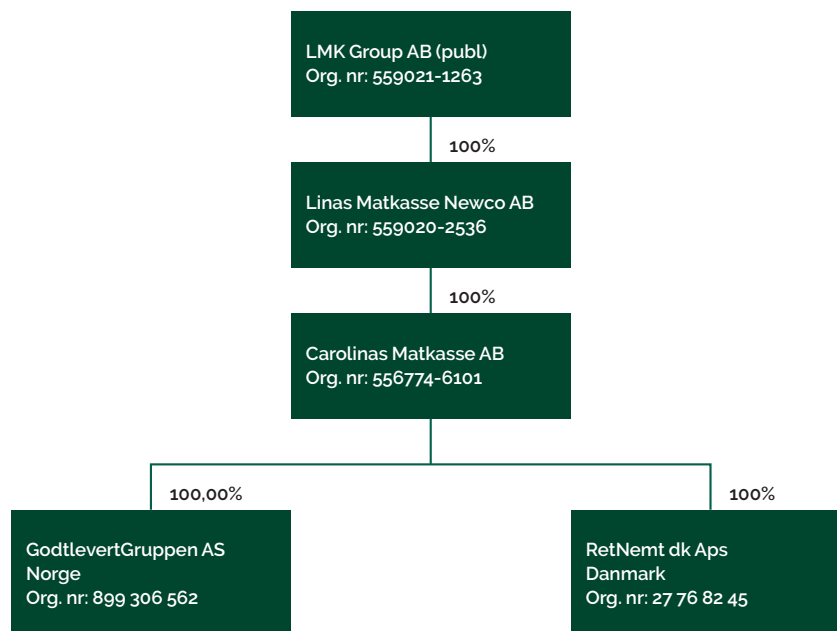 LMK Group AB (publ)
Org. nr: 559021-1263
100%
Linas Matkasse Newco AB
Org. nr: 559020-2536
100%
Carolinas Matkasse AB
Org. nr: 556774-6101
100,00%
100%
GodtlevertGruppen AS
Norge
Org. nr: 899 306 562
RetNemt dk Aps
Danmark
Org. nr: 27 76 82 45